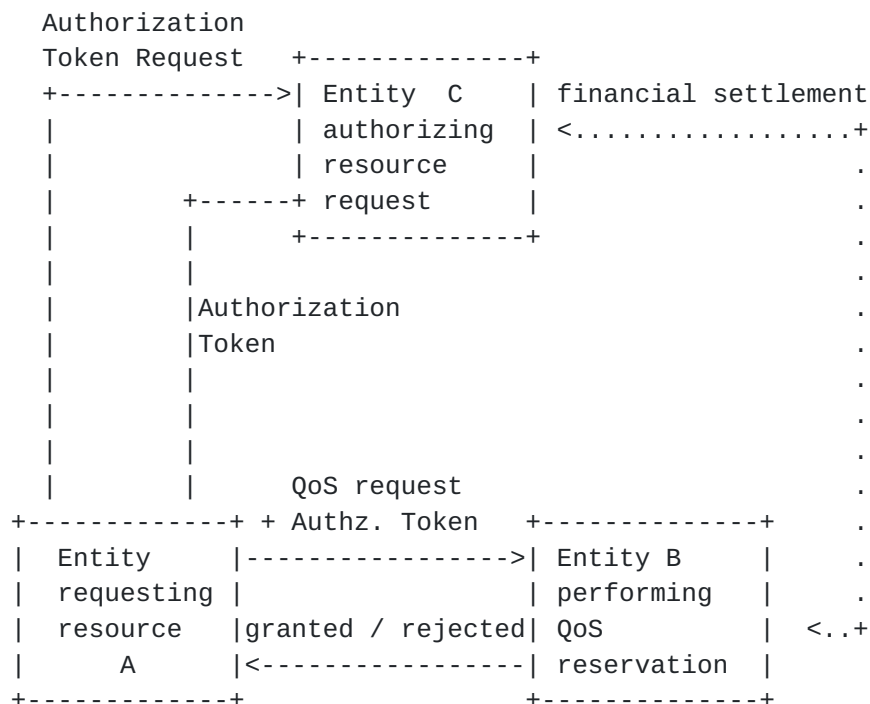 Authorization
Token Request   +--------------+
+-------------->| Entity  C    | financial settlement
|               | authorizing  | <..................+
|               | resource     |                    .
|        +------+ request      |                    .
|        |      +--------------+                    .
|        |                                          .
|        |Authorization                             .
|        |Token                                     .
|        |                                          .
|        |                                          .
|        |                                          .
|        |      QoS request                         .
+-------------+ + Authz. Token   +--------------+     .
|  Entity     |----------------->| Entity B     |     .
|  requesting |                  | performing   |     .
|  resource   |granted / rejected| QoS          |  <..+
|      A      |<-----------------| reservation  |
+-------------+                  +--------------+